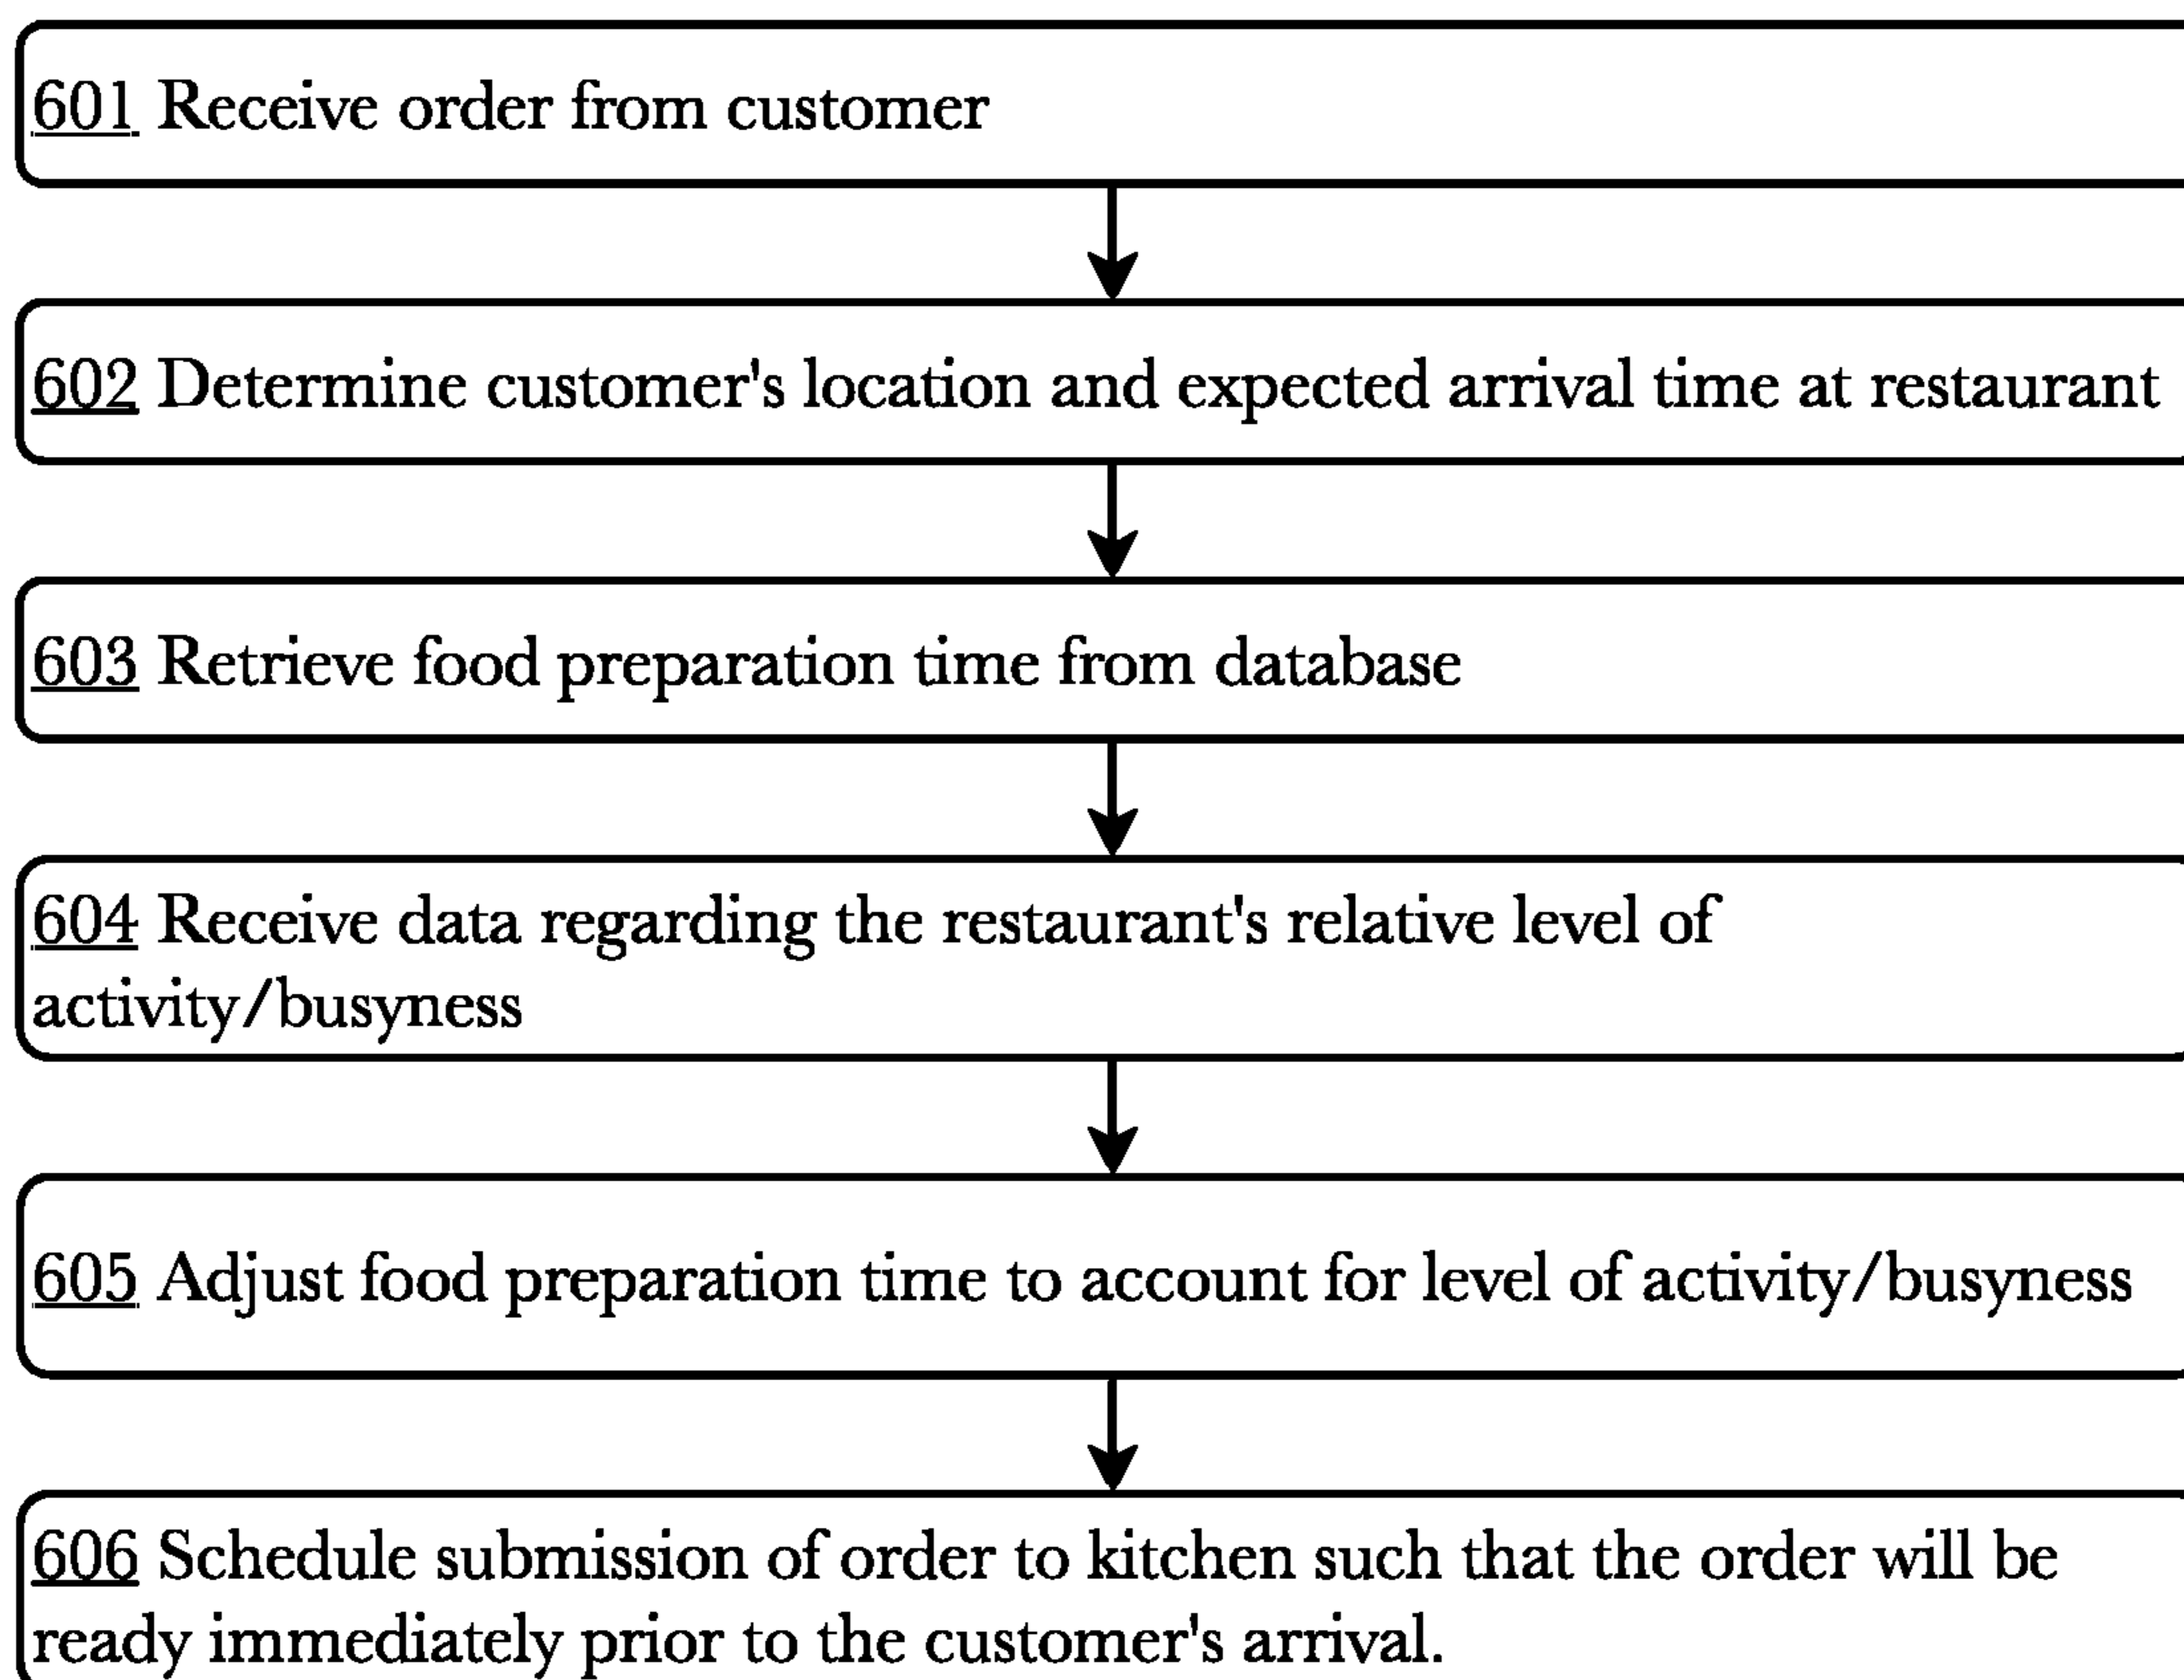 601 Receive order from customer
602 Determine customer's location and expected arrival time at restaurant
603 Retrieve food preparation time from database
604 Receive data regarding the restaurant's relative level of
activity/busyness
605 Adjust food preparation time to account for level of activity/busyness
606 Schedule submission of order to kitchen such that the order will be
ready immediately prior to the customer's arrival.